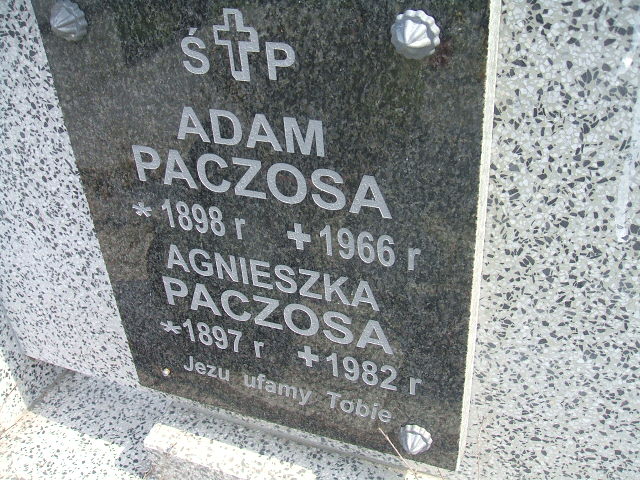 Ś✝P
ADAM
PACZOSA
* 1898 r + 1966 r
AGNIESZKA
PACZOSA
*1897 r +1982 r
Jezu ufamy Tobie